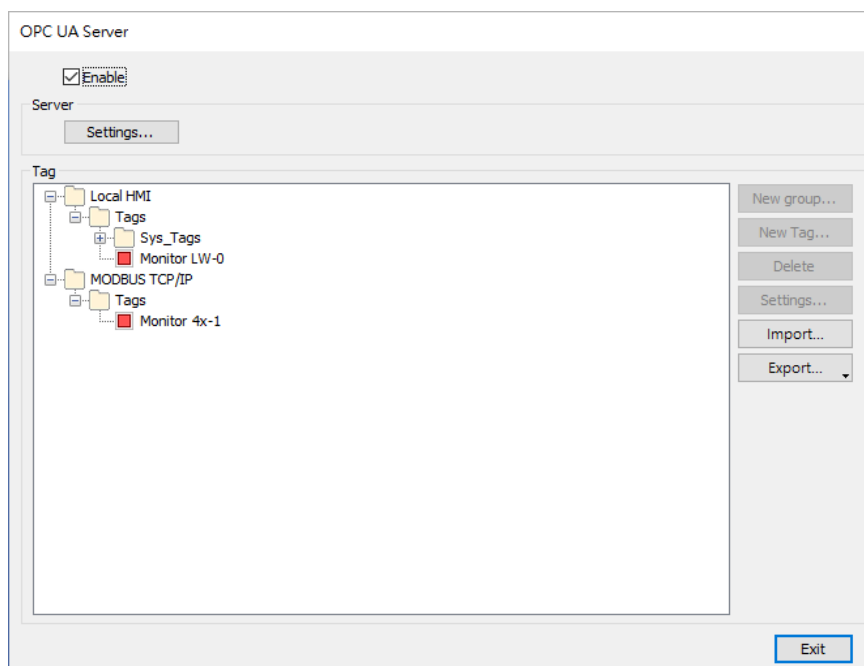 OPC UA Server
Enable
Server
Settings...
Tag
Local HMI
Tags
Sys_Tags
Monitor LW-0
MODBUS TCP/IP
Tags
Monitor 4x-1
New group...
New Tag...
Delete
Settings...
Import...
Export...
Exit